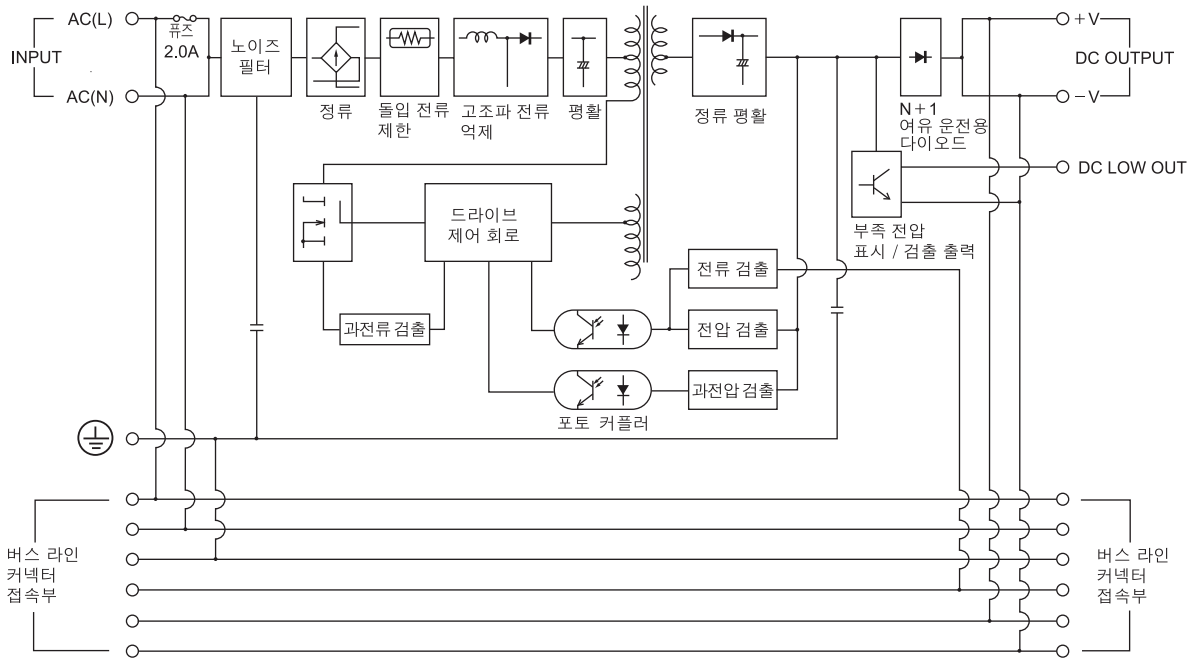 AC(L)
퓨즈
2.0A
INPUT
AC(N)
노이즈
필터
정류
돌입 전류
제한
고조파 전류
억제
평활
정류 평활
N+1
여유 운전용
다이오드
+V
DC OUTPUT
−V
DC LOW OUT
부족 전압
표시 / 검출 출력
드라이브
제어 회로
과전류 검출
전류 검출
전압 검출
과전압 검출
포토 커플러
버스 라인
커넥터
접속부
버스 라인
커넥터
접속부